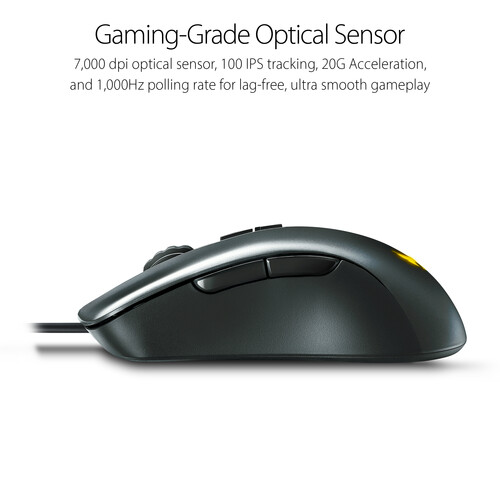 Gaming-Grade Optical Sensor
7,000 dpi optical sensor, 100 IPS tracking, 20G Acceleration,
and 1,000Hz polling rate for lag-free, ultra smooth gameplay